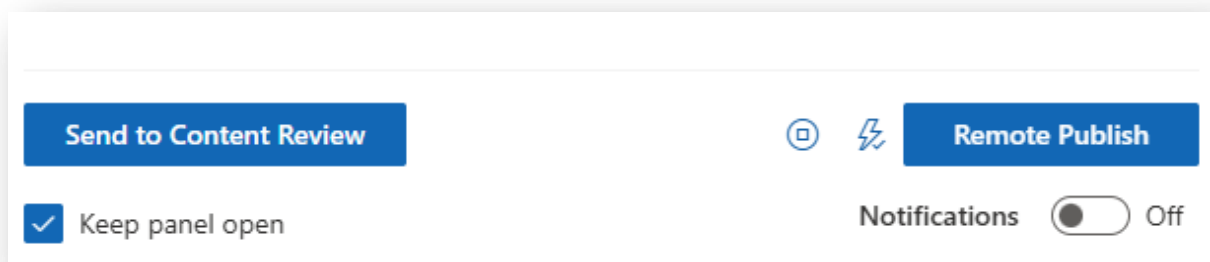 Send to Content Review
Remote Publish
Keep panel open
Notifications
Off